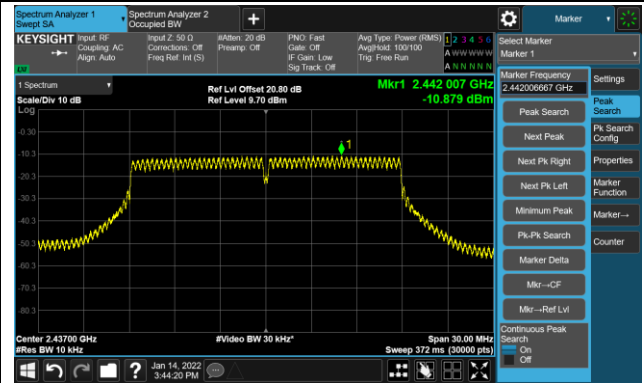 Spectrum Analyzer 1
Swept SA
Spectrum Analyzer 2
Occupied BW
Marker
KEYSIGHT
Input: RF
Coupling: AC
Align: Auto
Input Z: 50 Ω
Corrections: Off
Freq Ref: Int (S)
#Atten: 20 dB
Preamp: Off
PNO: Fast
Gate: Off
IF Gain: Low
Sig Track: Off
Avg Type: Power (RMS)
Avg|Hold: 100/100
Trig: Free Run
1 2 3 4 5 6
A W W W W W
A N N N N N
Select Marker
Marker 1
1 Spectrum
Scale/Div 10 dB
Log
Ref Lvl Offset 20.80 dB
Ref Level 9.70 dBm
Mkr1 2.442 007 GHz
-10.879 dBm
1
-0.30
-10.3
-20.3
-30.3
-40.3
-50.3
-60.3
-70.3
-80.3
Center 2.43700 GHz
#Res BW 10 kHz
#Video BW 30 kHz*
Span 30.00 MHz
Sweep 372 ms (30000 pts)
Marker Frequency
2.442006667 GHz
Peak Search
Next Peak
Next Pk Right
Next Pk Left
Minimum Peak
Pk-Pk Search
Marker Delta
Mkr→CF
Mkr→Ref Lvl
Continuous Peak
Search
On
Off
Settings
Peak
Search
Pk Search
Config
Properties
Marker
Function
Marker→
Counter
Jan 14, 2022
3:44:20 PM